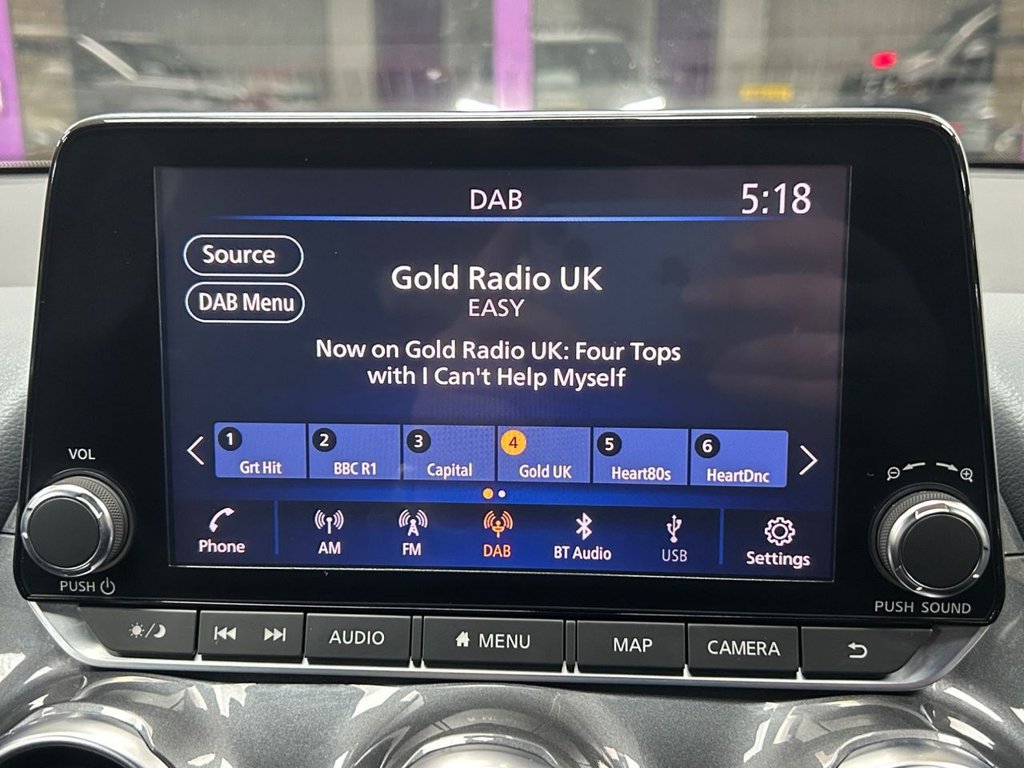 DAB
5:18
Source
DAB Menu
Gold Radio UK
EASY
Now on Gold Radio UK: Four Tops
with I Can't Help Myself
1
Grt Hit
2
BBC R1
3
Capital
4
Gold UK
5
Heart80s
6
HeartDnc
Phone
AM
FM
DAB
BT Audio
USB
Settings
VOL
PUSH
PUSH SOUND
AUDIO
MENU
MAP
CAMERA